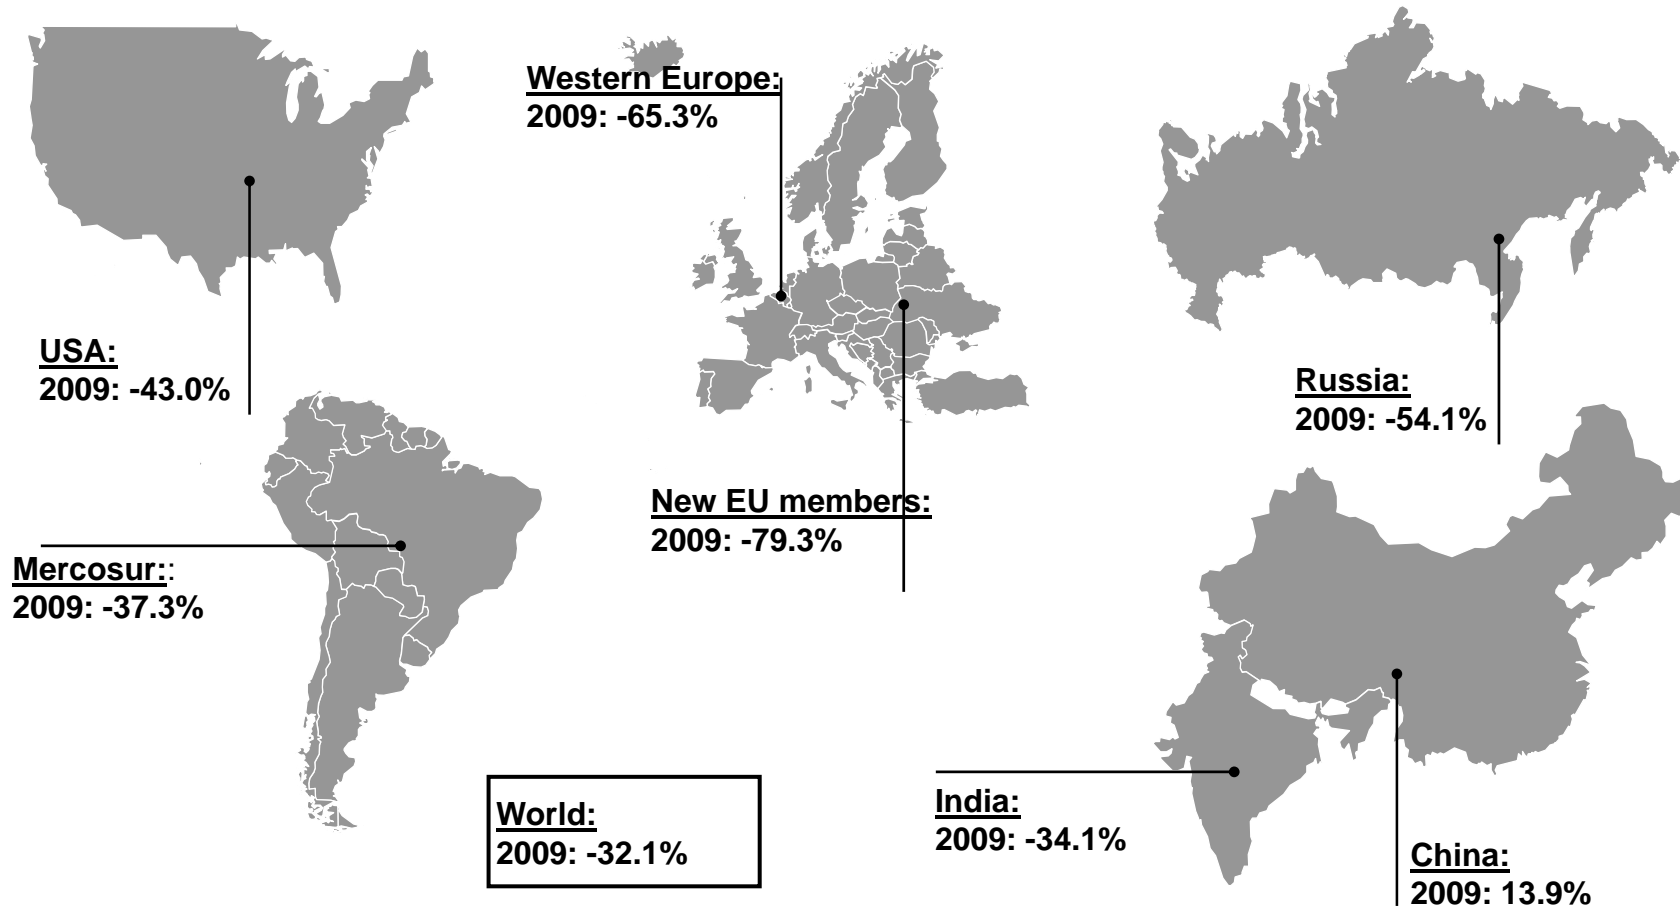 Western Europe:
2009: -65.3%
USA:
2009: -43.0%
Russia:
2009: -54.1%
New EU members:
2009: -79.3%
Mercosur::
2009: -37.3%
World:
2009: -32.1%
India:
2009: -34.1%
China:
2009: 13.9%